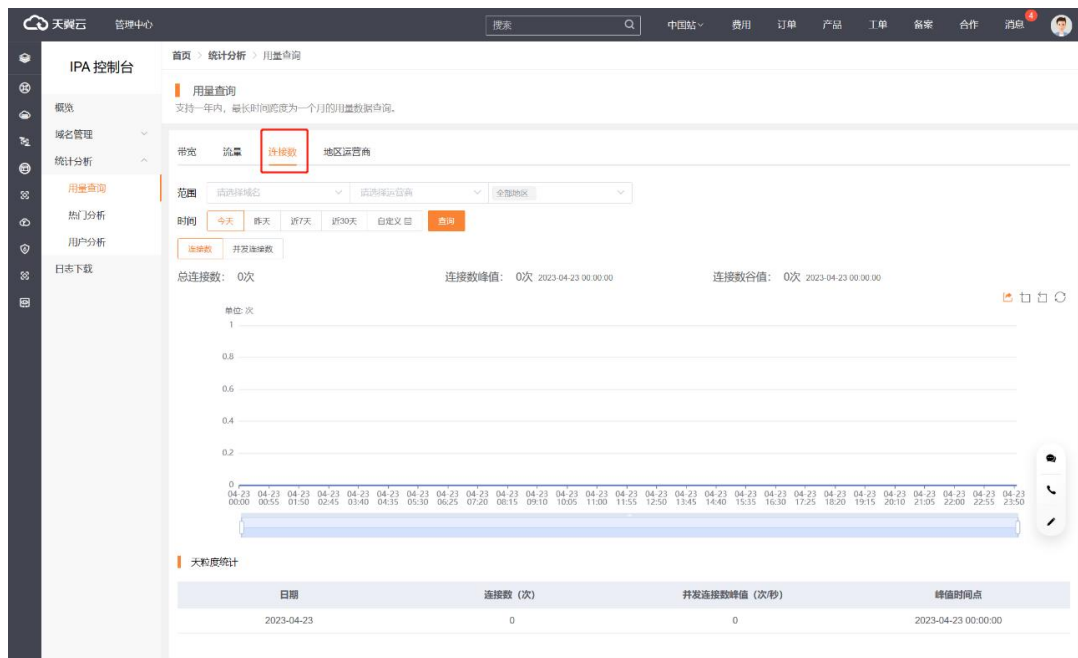 天翼云 管理中心 搜索 中国站 费用 订单 产品 工单 备案 合作 消息 4
IPA 控制台
概览
域名管理
统计分析
用量查询
热门分析
用户分析
日志下载
首页 > 统计分析 > 用量查询
用量查询
支持一年内，最长时间跨度为一个月的用量数据查询。
带宽 流量 连接数 地区运营商
范围 请选择域名 请选择运营商 全部地区
时间 今天 昨天 近7天 近30天 自定义 查询
连接数 并发连接数
总连接数： 0次 连接数峰值： 0次 2023-04-23 00:00:00 连接数谷值： 0次 2023-04-23 00:00:00
单位: 次
1
0.8
0.6
0.4
0.2
0
04-23 04-23 04-23 04-23 04-23 04-23 04-23 04-23 04-23 04-23 04-23 04-23 04-23 04-23 04-23 04-23 04-23 04-23 04-23 04-23 04-23 04-23 04-23 04-23 04-23 04-23 04-23
00:00 00:55 01:50 02:45 03:40 04:35 05:30 06:25 07:20 08:15 09:10 10:05 11:00 11:55 12:50 13:45 14:40 15:35 16:30 17:25 18:20 19:15 20:10 21:05 22:00 22:55 23:50
天粒度统计
日期 连接数（次） 并发连接数峰值（次/秒） 峰值时间点
2023-04-23 0 0 2023-04-23 00:00:00